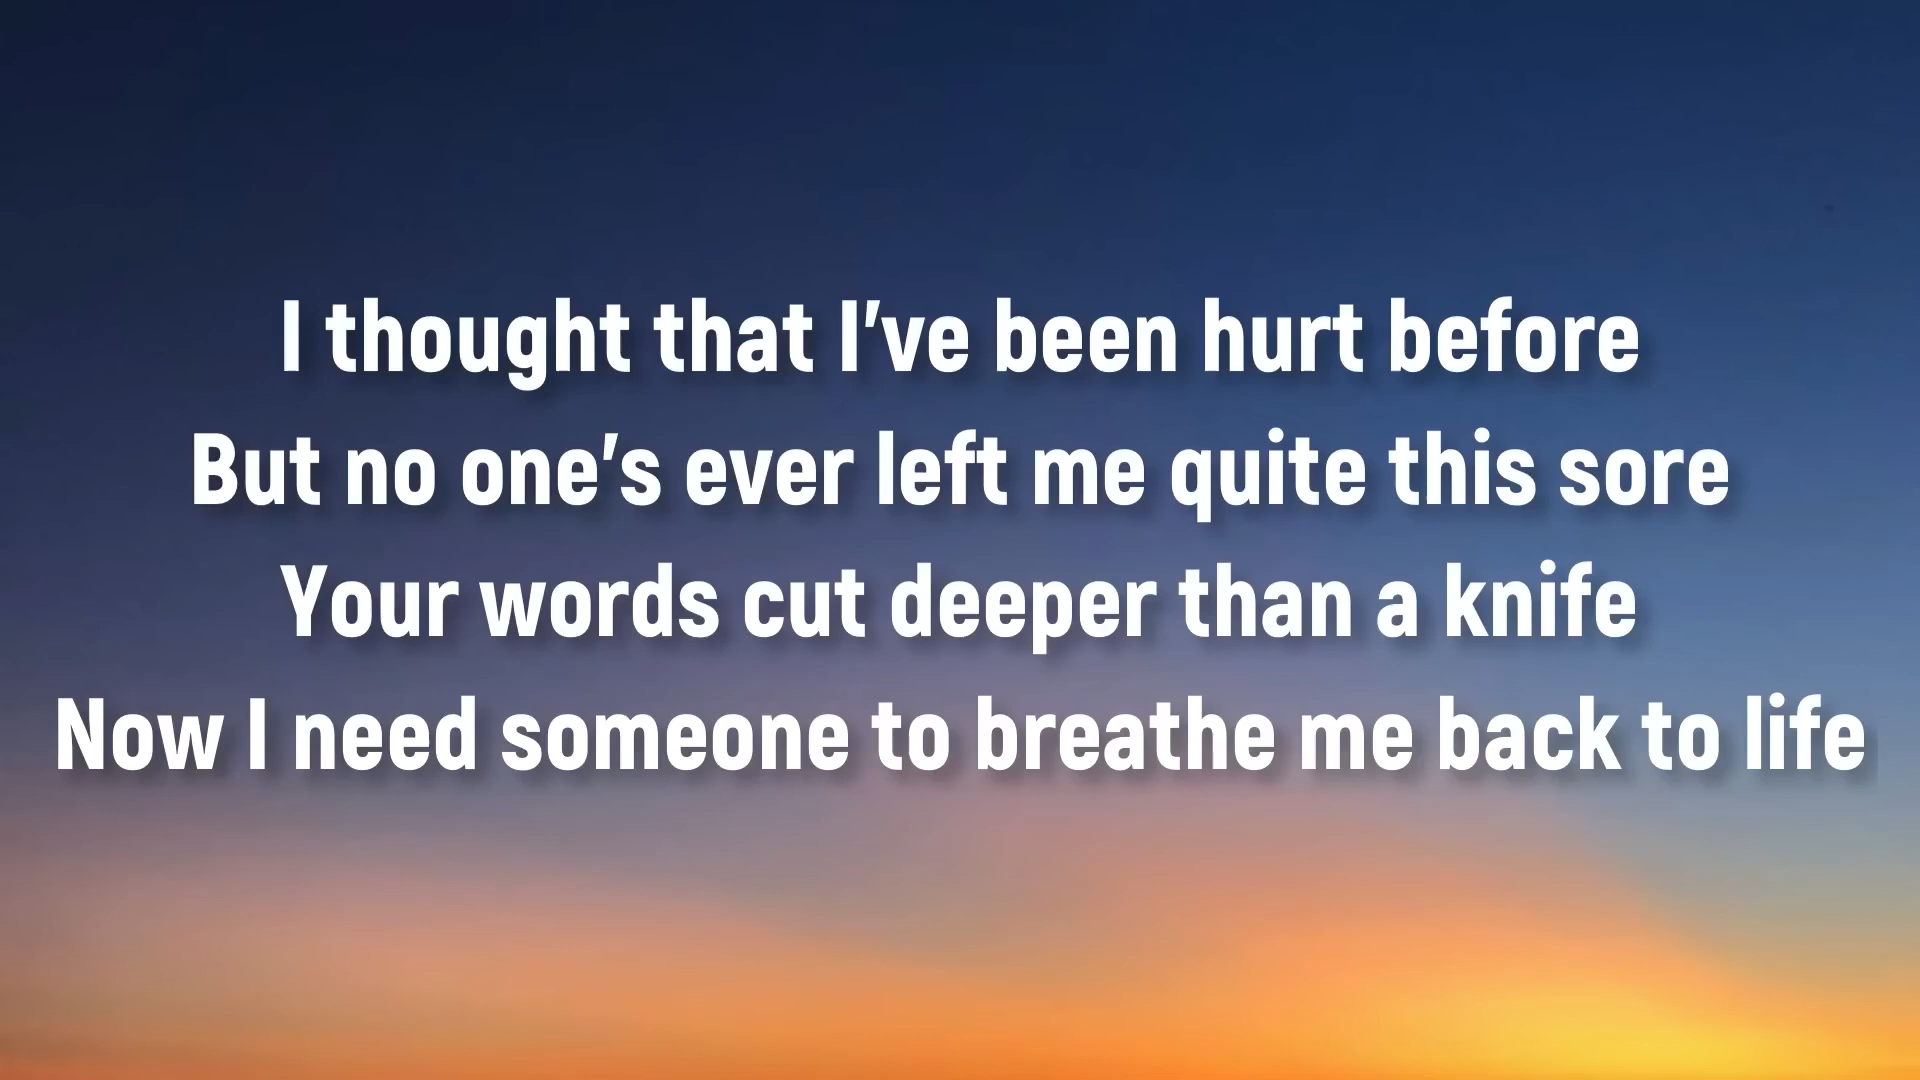 I thought that I've been hurt before
But no one's ever left me quite this sore
Your words cut deeper than a knife
Now I need someone to breathe me back to life